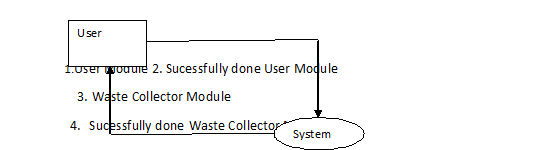 User
1.User Module 2. Sucessfully done User Module
3. Waste Collector Module
4. Sucessfully done Waste Collector
System